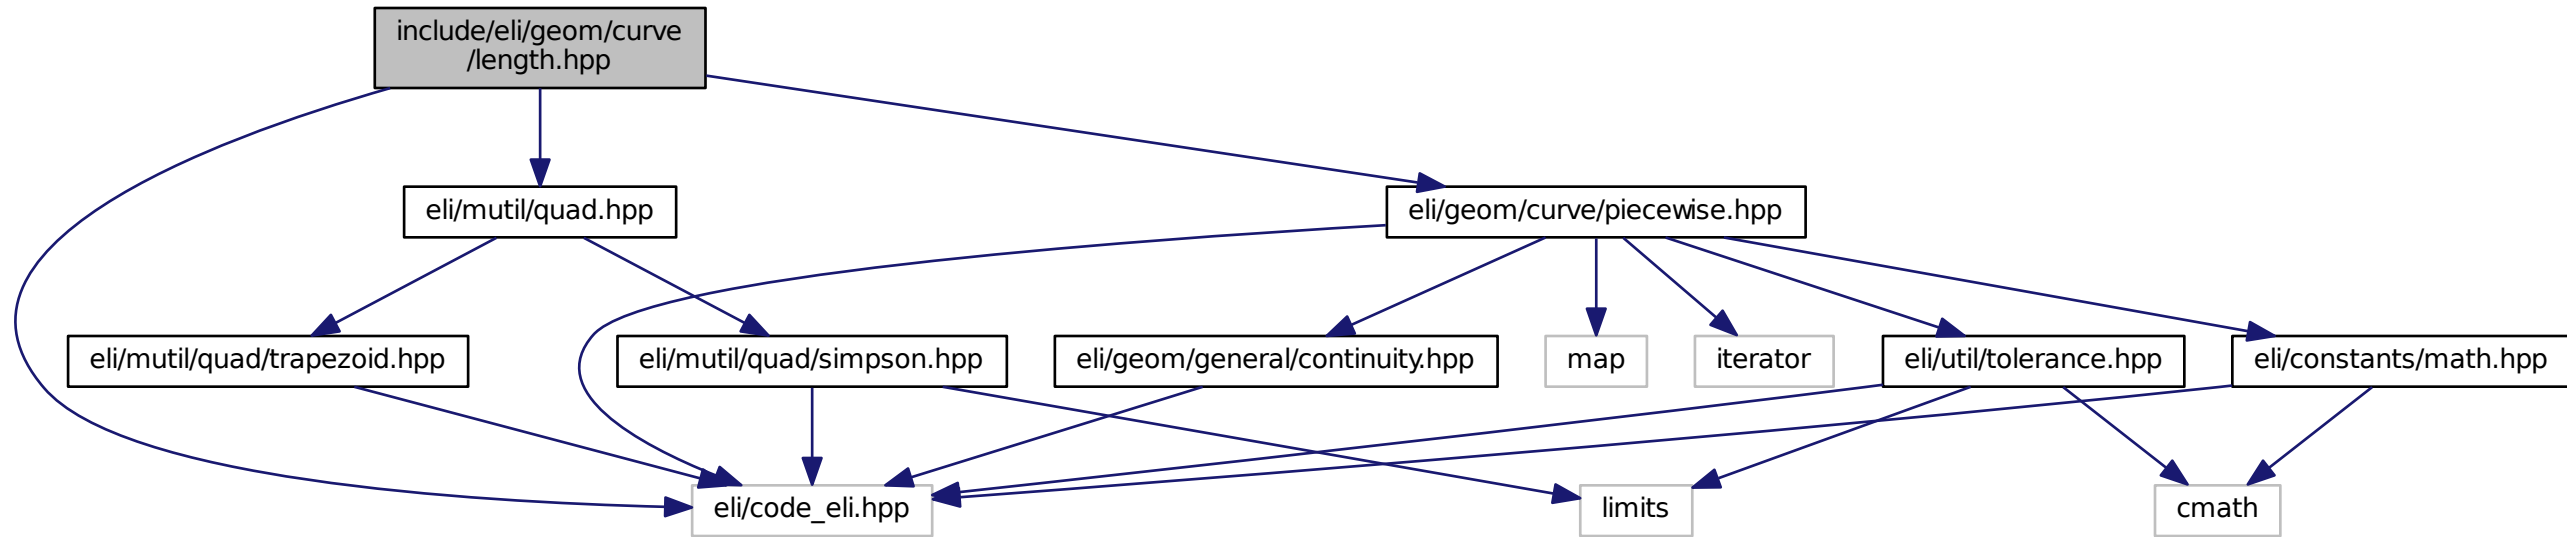 include/eli/geom/curve
/length.hpp
eli/mutil/quad.hpp
eli/geom/curve/piecewise.hpp
eli/mutil/quad/trapezoid.hpp
eli/mutil/quad/simpson.hpp
eli/geom/general/continuity.hpp
map
iterator
eli/util/tolerance.hpp
eli/constants/math.hpp
eli/code_eli.hpp
limits
cmath